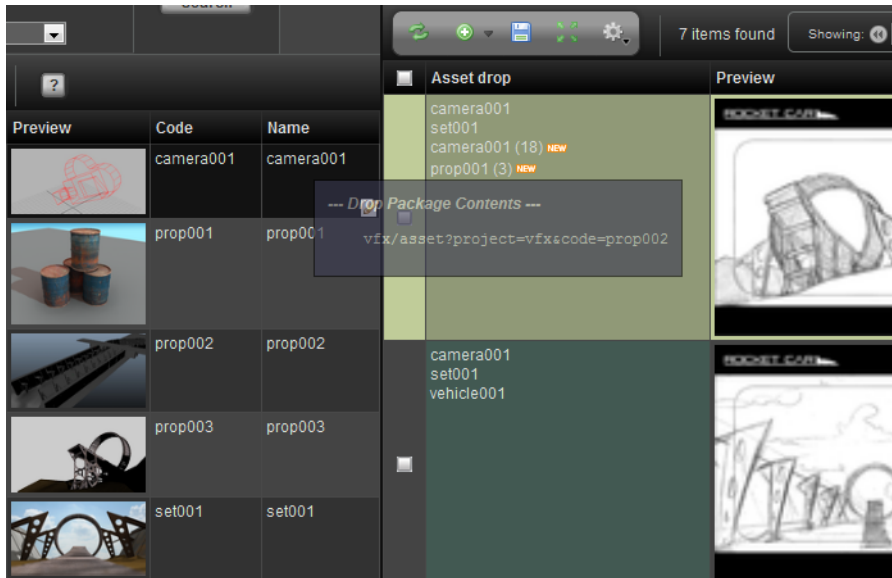 Search
?
Preview Code Name
camera001 camera001
prop001 prop001
prop002 prop002
prop003 prop003
set001 set001
7 items found
Showing:
Asset drop Preview
camera001
set001
camera001 (18) NEW
prop001 (3) NEW
--- Drop Package Contents ---
vfx/asset?project=vfx&code=prop002
ROCKET CAR
camera001
set001
vehicle001
ROCKET CAR